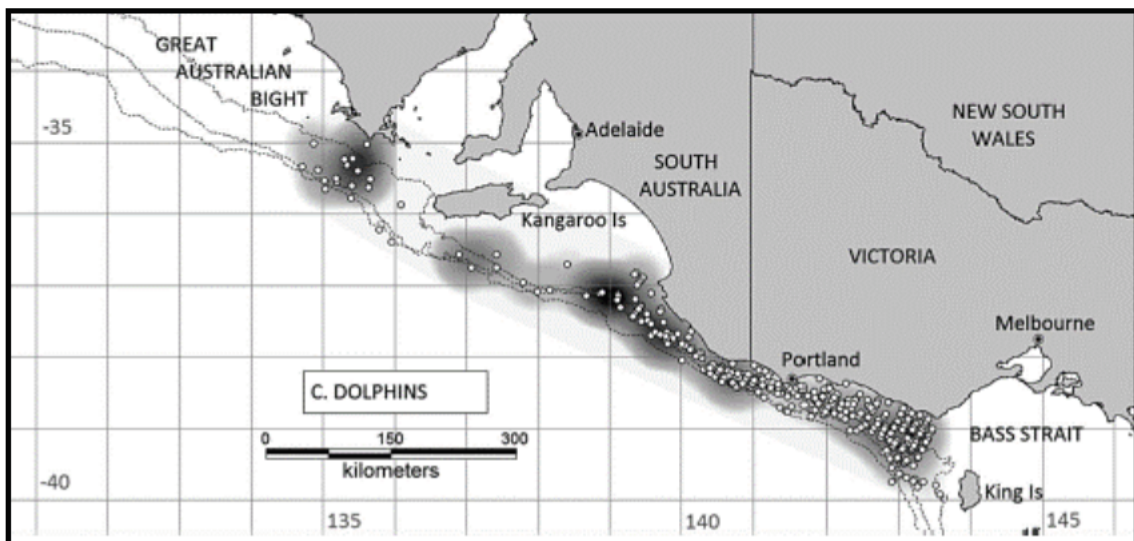 GREAT
AUSTRALIAN
BIGHT
-35
Adelaide
NEW SOUTH
WALES
SOUTH
AUSTRALIA
Kangaroo Is
VICTORIA
Melbourne
Portland
C. DOLPHINS
0 150 300
kilometers
BASS STRAIT
King Is
-40
135 140 145